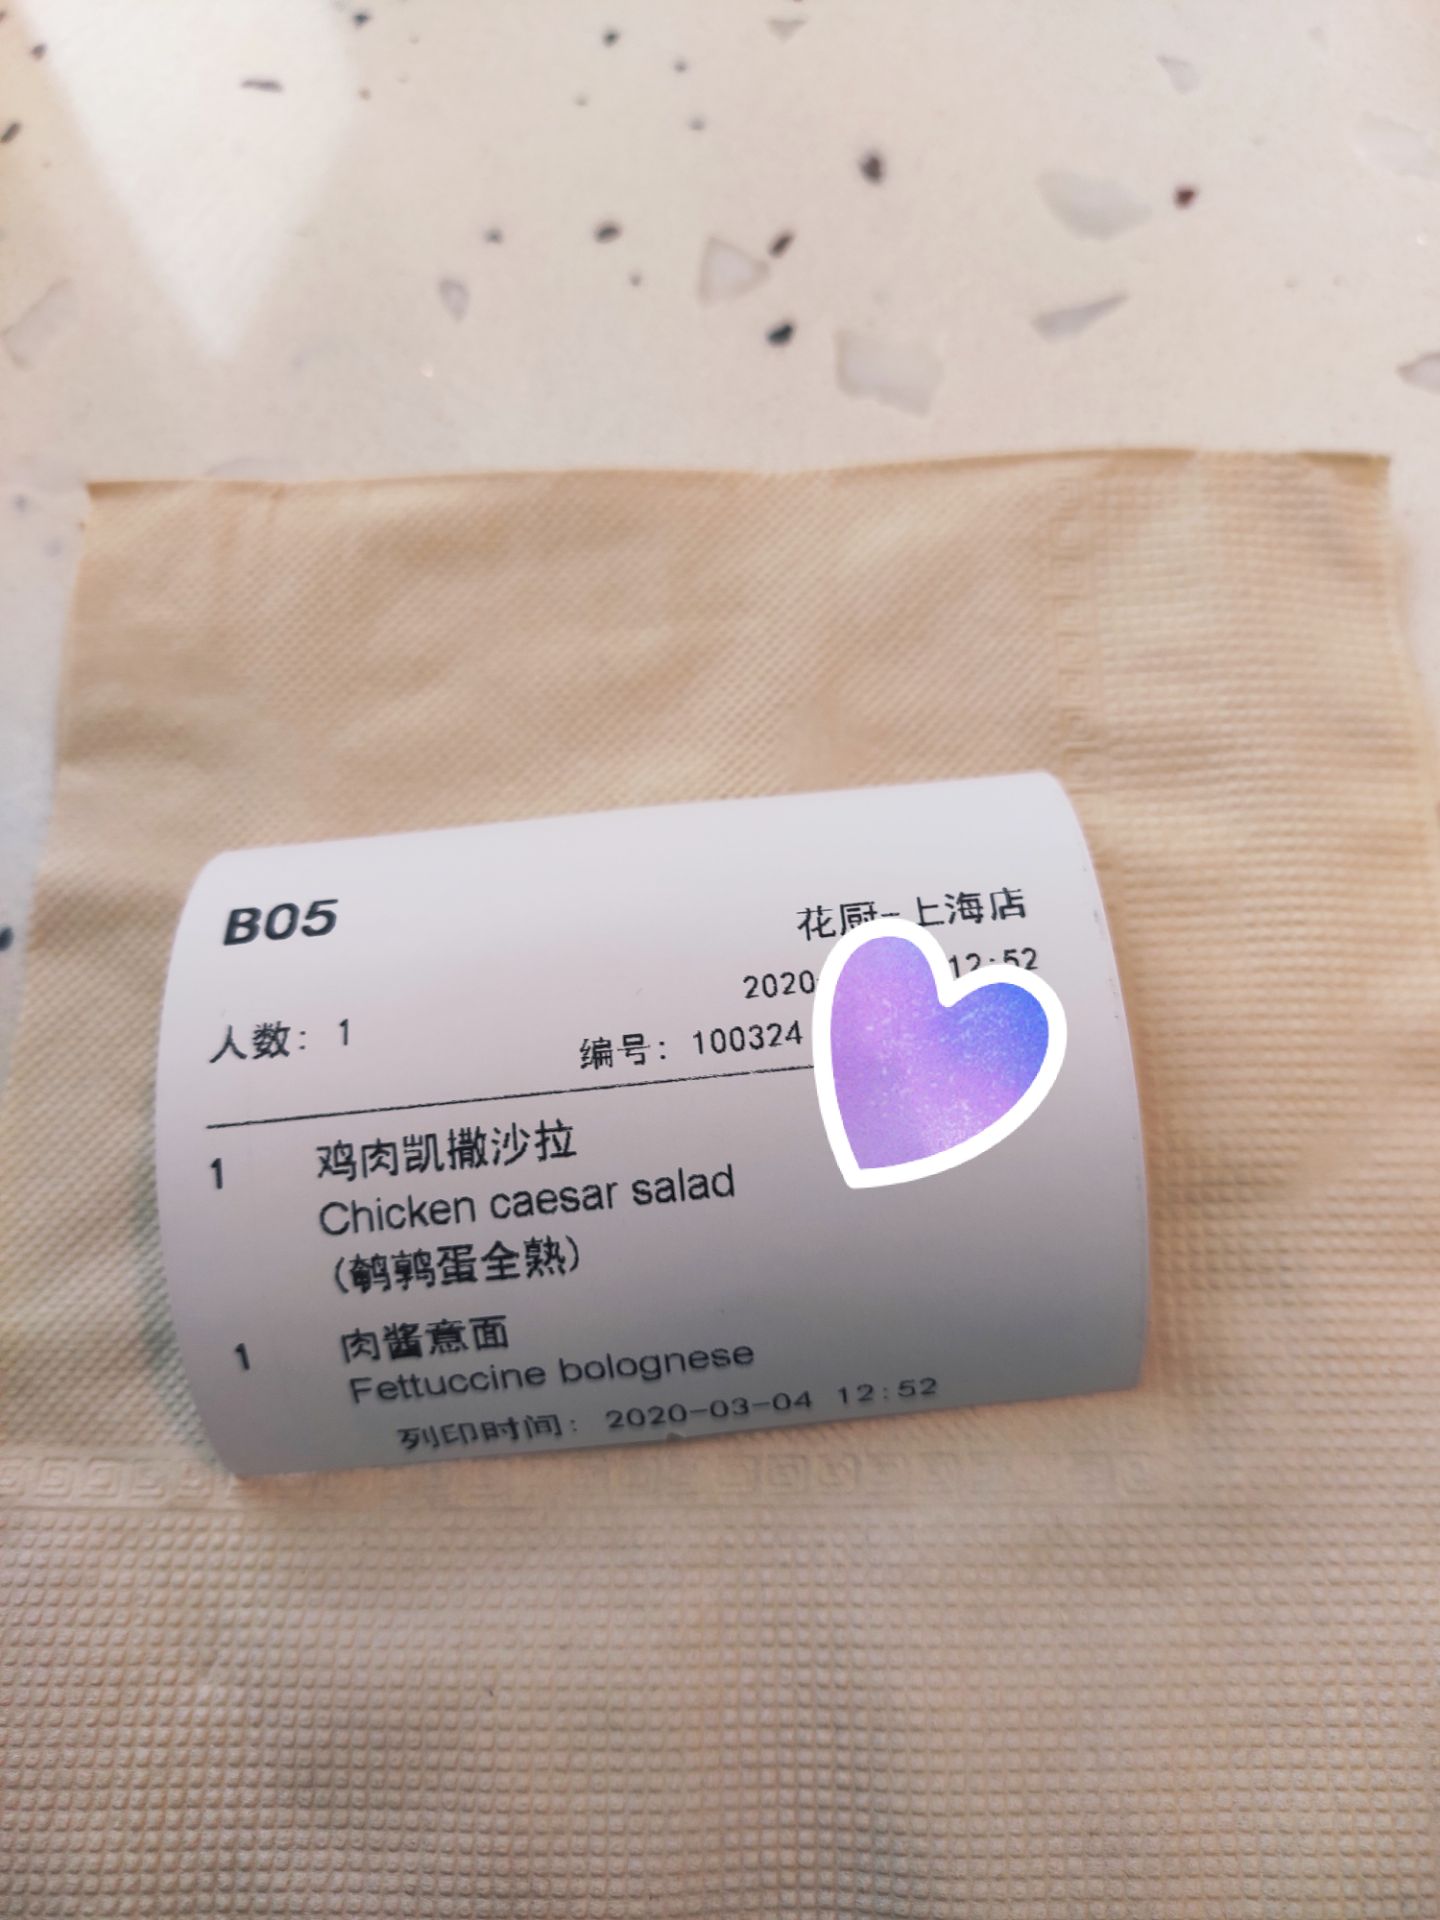 B05
花厨-上海店
2020- 12:52
人数: 1
编号: 100324
1 鸡肉凯撒沙拉
Chicken caesar salad
(鹌鹑蛋全熟)
1 肉酱意面
Fettuccine bolognese
列印时间: 2020-03-04 12:52